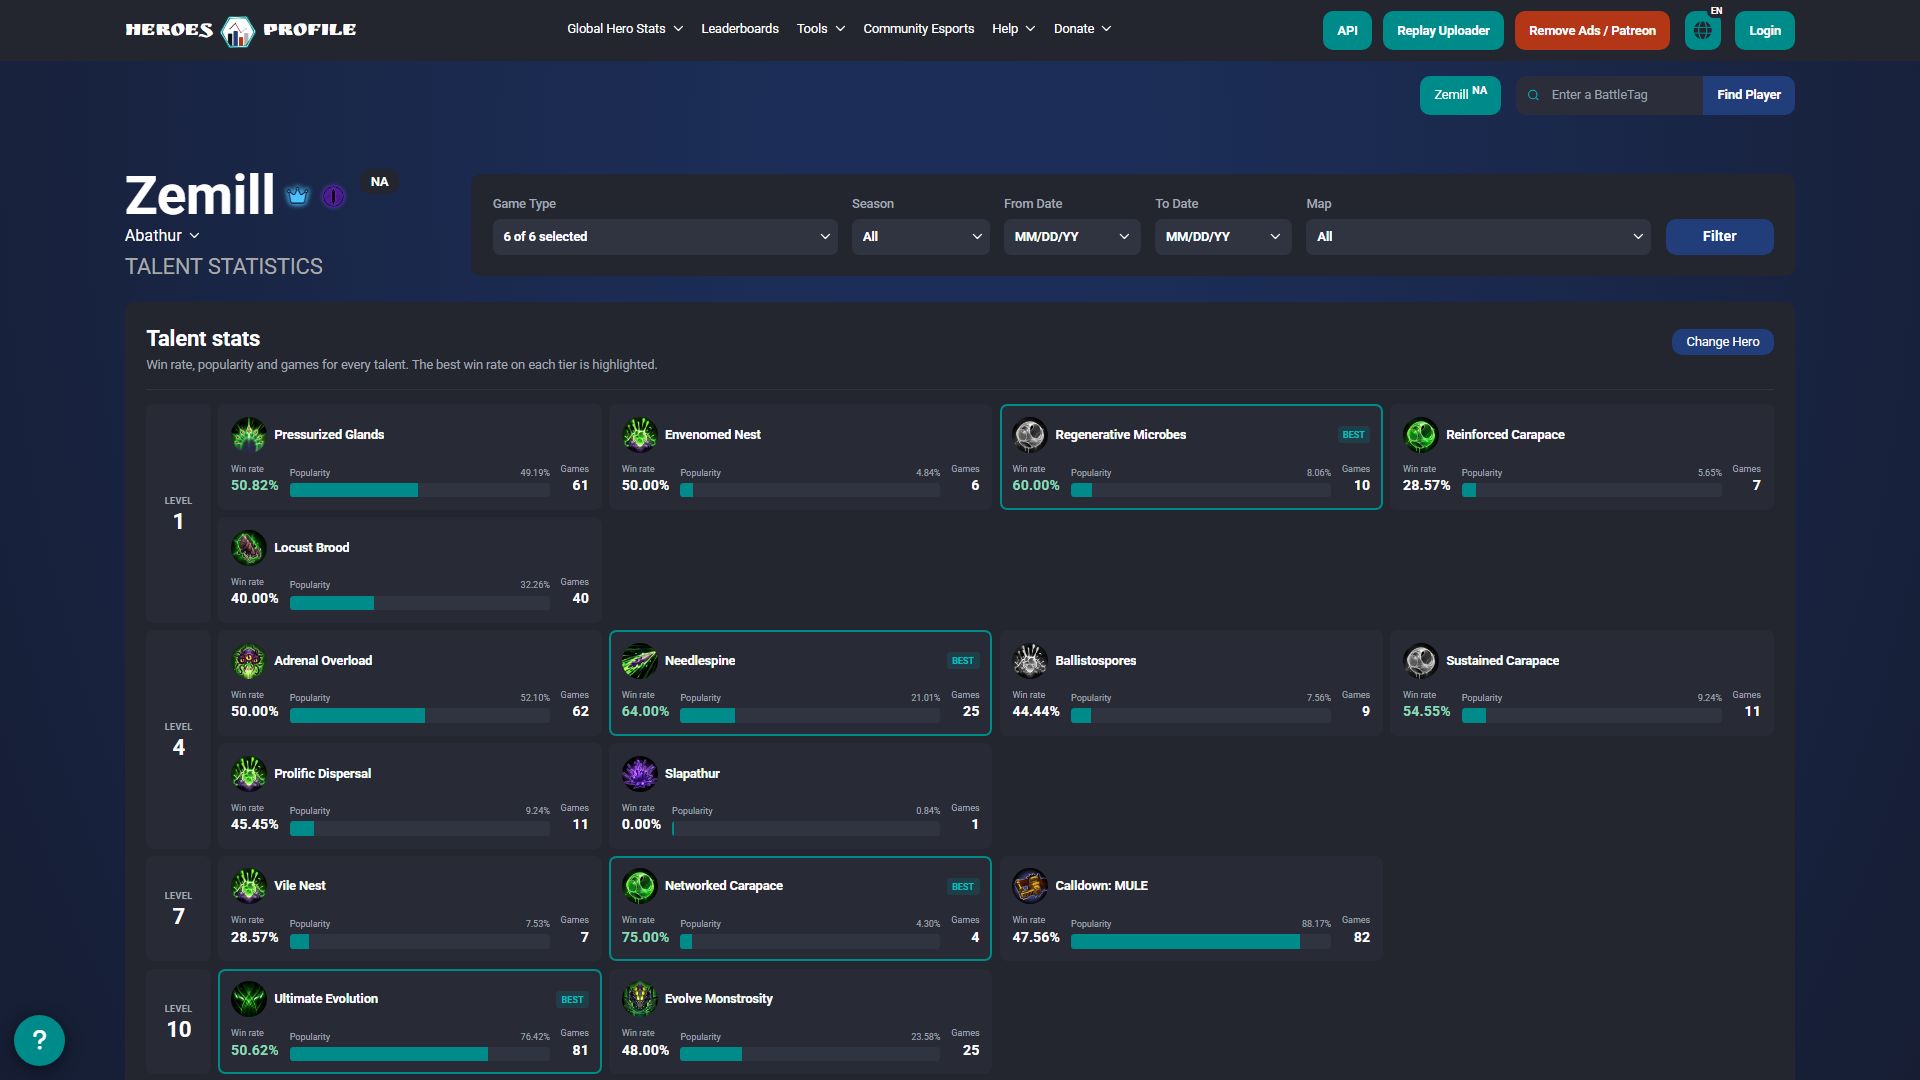 HEROES PROFILE
Global Hero Stats Leaderboards Tools Community Esports Help Donate
API Replay Uploader Remove Ads / Patreon EN Login
Zemill NA Enter a BattleTag Find Player
Zemill NA
Abathur
TALENT STATISTICS
Game Type Season From Date To Date Map
6 of 6 selected All MM/DD/YY MM/DD/YY All Filter
Talent stats
Change Hero
Win rate, popularity and games for every talent. The best win rate on each tier is highlighted.
LEVEL
1
Pressurized Glands
Win rate Popularity 49.19% Games
50.82% 61
Envenomed Nest
Win rate Popularity 4.84% Games
50.00% 6
Regenerative Microbes BEST
Win rate Popularity 8.06% Games
60.00% 10
Reinforced Carapace
Win rate Popularity 5.65% Games
28.57% 7
Locust Brood
Win rate Popularity 32.26% Games
40.00% 40
LEVEL
4
Adrenal Overload
Win rate Popularity 52.10% Games
50.00% 62
Needlespine BEST
Win rate Popularity 21.01% Games
64.00% 25
Ballistospores
Win rate Popularity 7.56% Games
44.44% 9
Sustained Carapace
Win rate Popularity 9.24% Games
54.55% 11
Prolific Dispersal
Win rate Popularity 9.24% Games
45.45% 11
Slapathur
Win rate Popularity 0.84% Games
0.00% 1
LEVEL
7
Vile Nest
Win rate Popularity 7.53% Games
28.57% 7
Networked Carapace BEST
Win rate Popularity 4.30% Games
75.00% 4
Calldown: MULE
Win rate Popularity 88.17% Games
47.56% 82
LEVEL
10
Ultimate Evolution BEST
Win rate Popularity 76.42% Games
50.62% 81
Evolve Monstrosity
Win rate Popularity 23.58% Games
48.00% 25
?